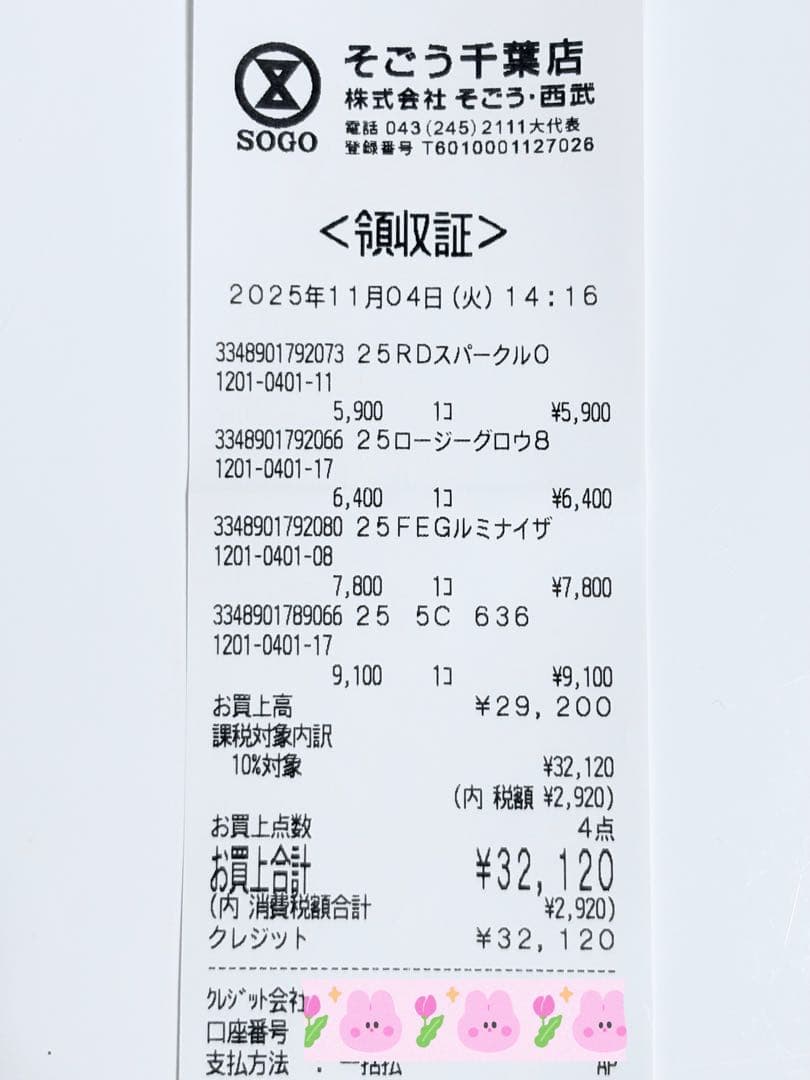 そごう千葉店
株式会社 そごう・西武
電話 043(245)2111大代表
SOGO
登録番号 T6010001127026
＜領収証＞
2025年11月04日(火)14:16
3348901792073 25RDスパークル0
1201-0401-11
5,900 1コ ¥5,900
3348901792066 25ロージーグロウ8
1201-0401-17
6,400 1コ ¥6,400
3348901792080 25FEGルミナイザ
1201-0401-08
7,800 1コ ¥7,800
3348901789066 25 5C 636
1201-0401-17
9,100 1コ ¥9,100
お買上高 ¥29,200
課税対象内訳
10%対象 ¥32,120
(内 税額 ¥2,920)
お買上点数 4点
お買上合計 ¥32,120
(内 消費税額合計 ¥2,920)
クレジット ¥32,120
クレジット会社
口座番号
支払方法 : 一括払 AP